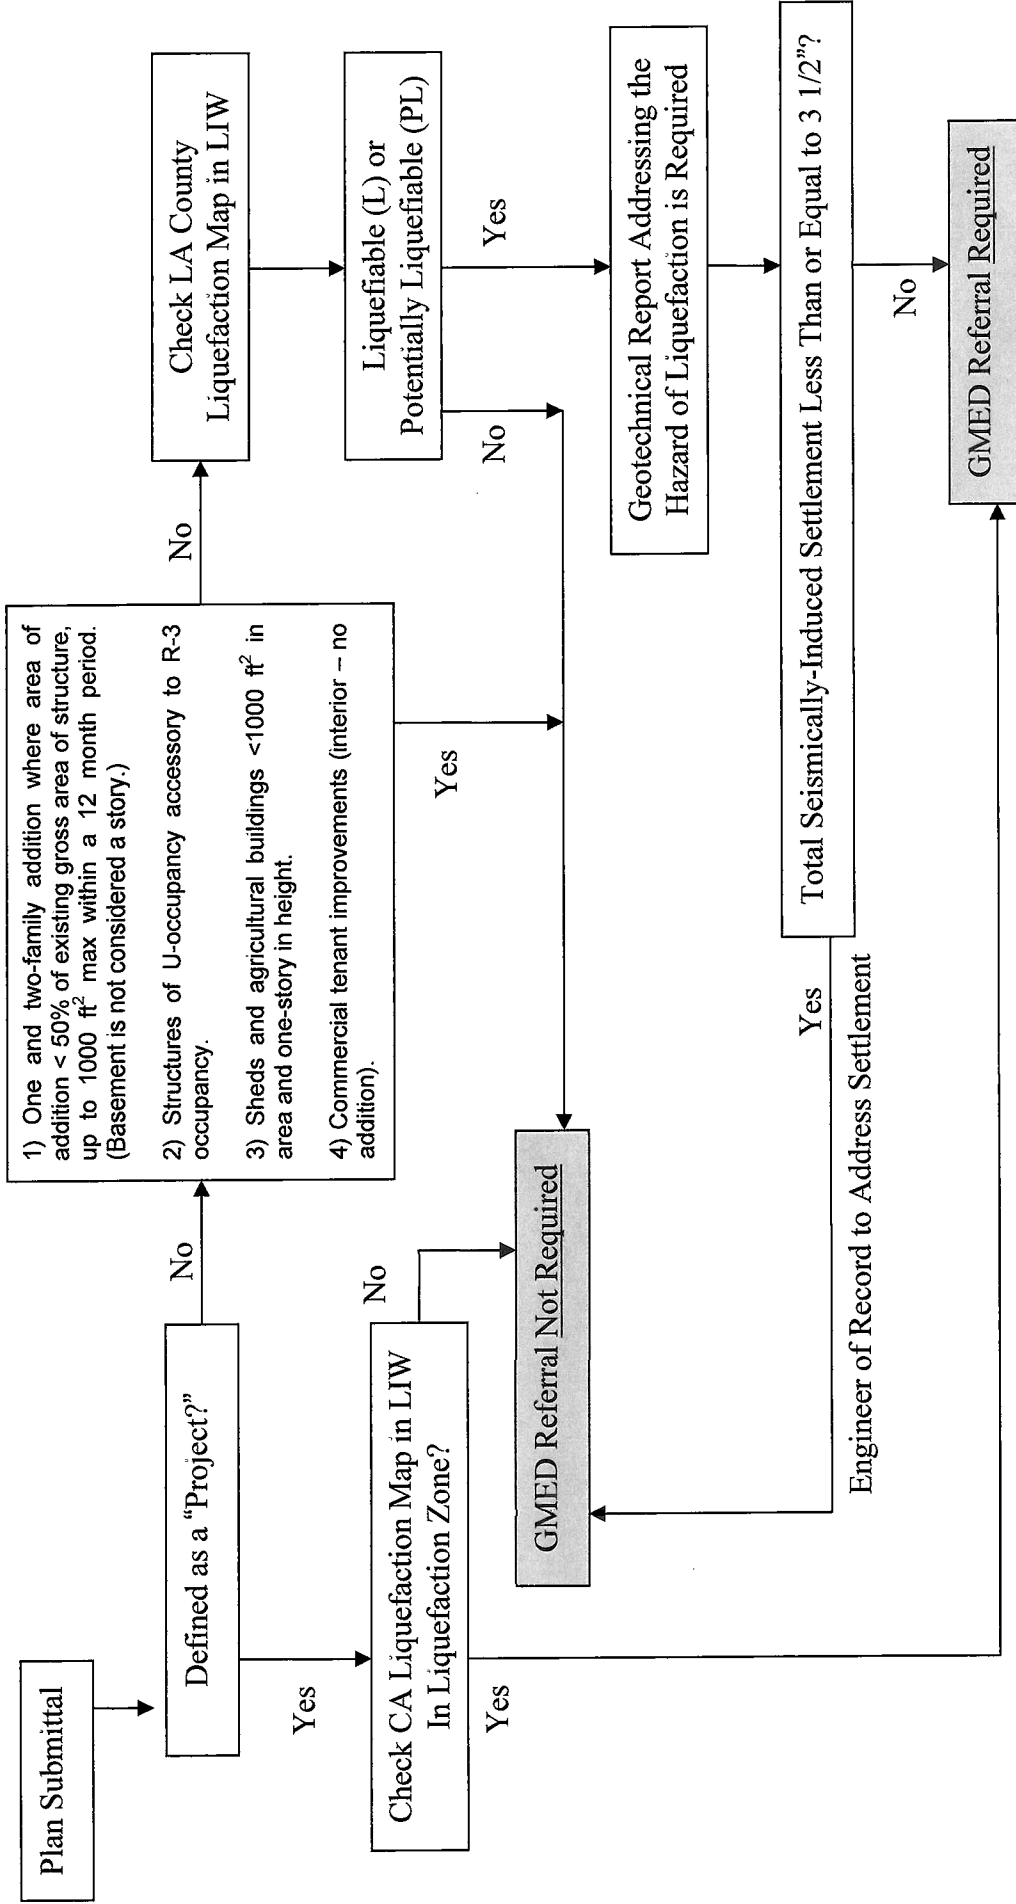 Plan Submittal
Defined as a “Project?”
No
Yes
Check CA Liquefaction Map in LIW
In Liquefaction Zone?
No
Yes
GMED Referral Not Required
1) One and two-family addition where area of
addition < 50% of existing gross area of structure,
up to 1000 ft² max within a 12 month period.
(Basement is not considered a story.)
2) Structures of U-occupancy accessory to R-3
occupancy.
3) Sheds and agricultural buildings <1000 ft² in
area and one-story in height.
4) Commercial tenant improvements (interior – no
addition).
No
Yes
Check LA County
Liquefaction Map in LIW
Liquefiable (L) or
Potentially Liquefiable (PL)
No
Yes
Geotechnical Report Addressing the
Hazard of Liquefaction is Required
Total Seismically-Induced Settlement Less Than or Equal to 3 1/2”?
Yes
Engineer of Record to Address Settlement
No
GMED Referral Required